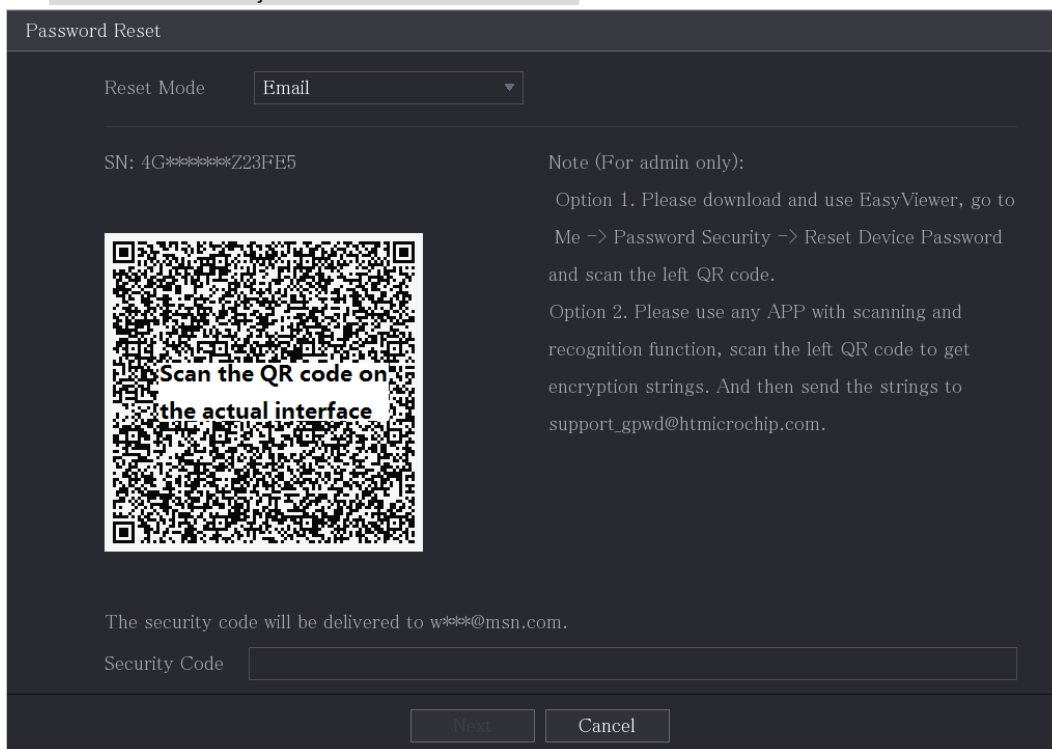 Password Reset
Reset Mode
Email
SN: 4G*******Z23FE5
Note (For admin only):
Option 1. Please download and use EasyViewer, go to
Me -> Password Security -> Reset Device Password
and scan the left QR code.
Option 2. Please use any APP with scanning and
recognition function, scan the left QR code to get
encryption strings. And then send the strings to
support_gpwd@htmicrochip.com.
Scan the QR code on
the actual interface
The security code will be delivered to w***@msn.com.
Security Code
Next
Cancel